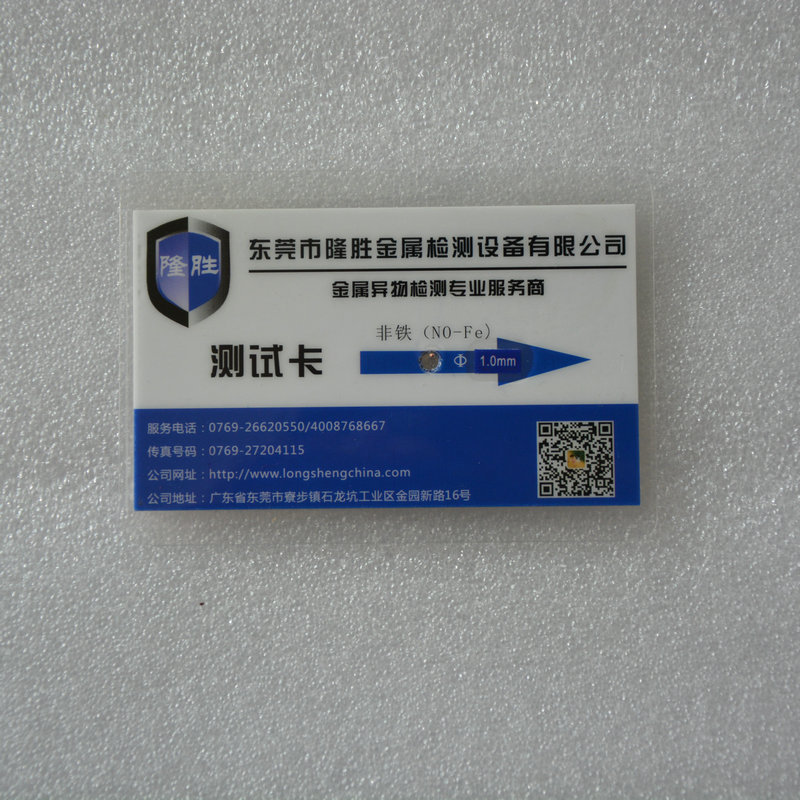 隆胜
东莞市隆胜金属检测设备有限公司
金属异物检测专业服务商
非铁（NO-Fe）
测试卡
Φ 1.0mm
服务电话：0769-26620550/4008768667
传真号码：0769-27204115
公司网址：http://www.longshengchina.com
公司地址：广东省东莞市寮步镇石龙坑工业区金园新路16号